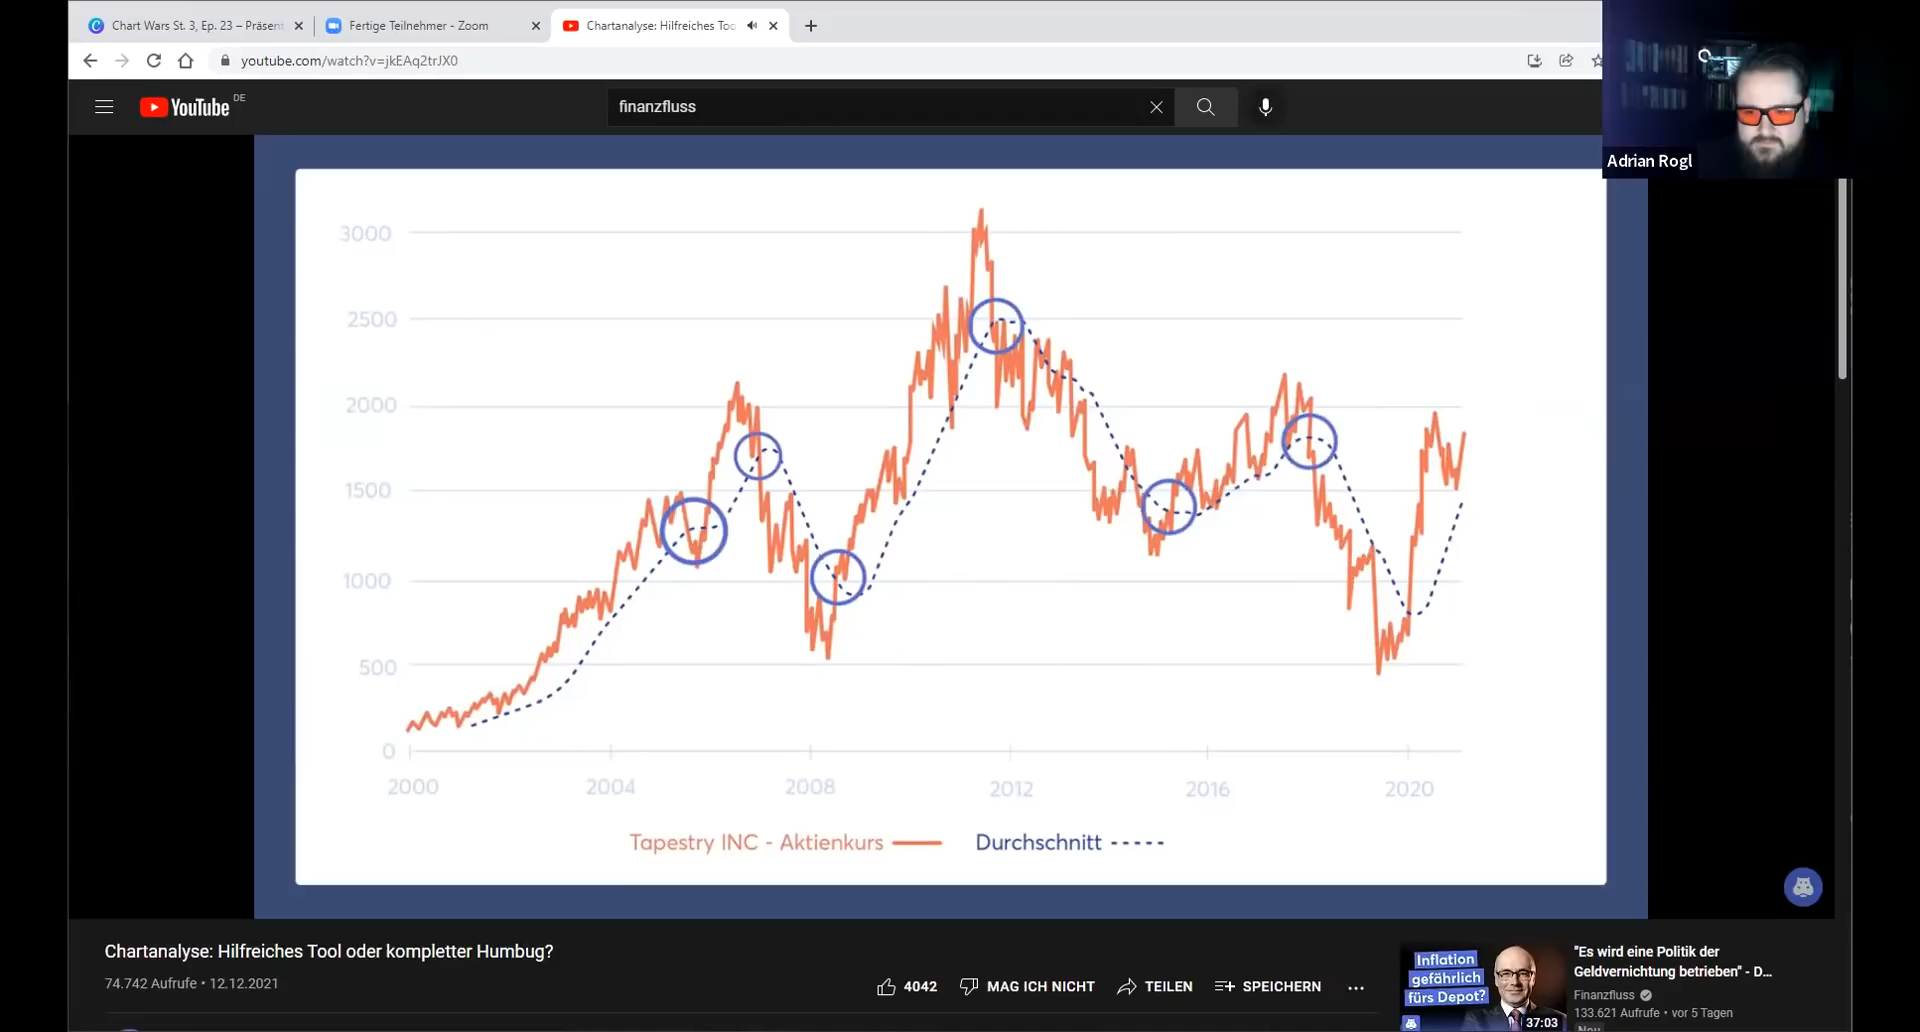 Chart Wars St. 3, Ep. 23 – Präsent
Fertige Teilnehmer - Zoom
Chartanalyse: Hilfreiches Too
youtube.com/watch?v=jkEAq2trJX0
YouTube DE
finanzfluss
Adrian Rogl
3000
2500
2000
1500
1000
500
0
2000 2004 2008 2012 2016 2020
Tapestry INC - Aktienkurs
Durchschnitt
Chartanalyse: Hilfreiches Tool oder kompletter Humbug?
74.742 Aufrufe • 12.12.2021
4042
MAG ICH NICHT
TEILEN
SPEICHERN
Inflation
gefährlich
fürs Depot?
37:03
"Es wird eine Politik der
Geldvernichtung betrieben" - D...
Finanzfluss
133.621 Aufrufe • vor 5 Tagen
Neu